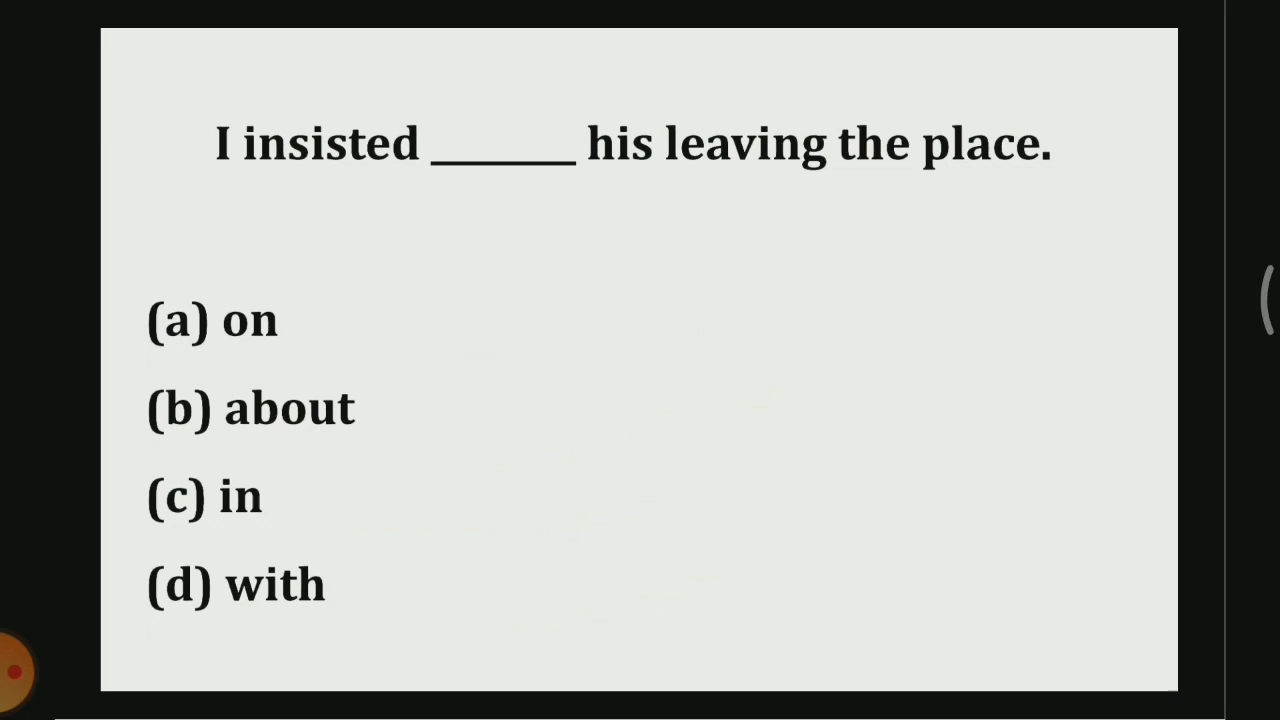 I insisted _______ his leaving the place.
(a) on
(b) about
(c) in
(d) with